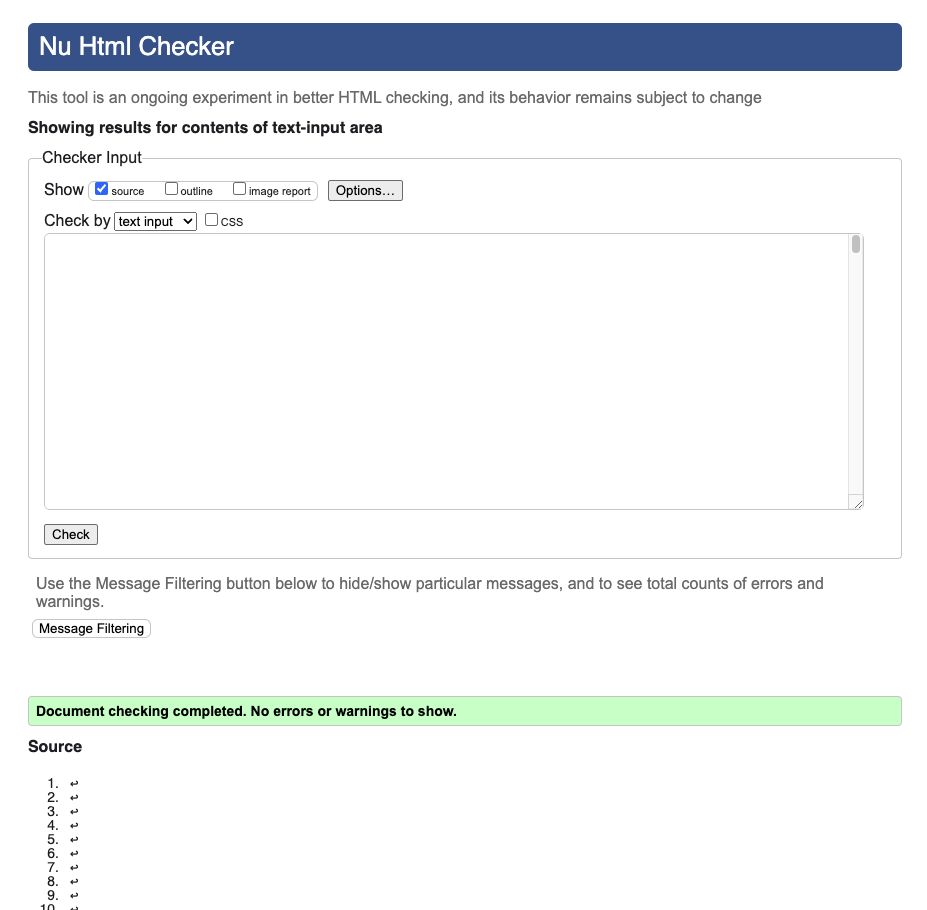 Nu Html Checker
This tool is an ongoing experiment in better HTML checking, and its behavior remains subject to change
Showing results for contents of text-input area
Checker Input
Show source outline image report Options...
Check by text input CSS
Check
Use the Message Filtering button below to hide/show particular messages, and to see total counts of errors and
warnings.
Message Filtering
Document checking completed. No errors or warnings to show.
Source
1. ↩
2. ↩
3. ↩
4. ↩
5. ↩
6. ↩
7. ↩
8. ↩
9. ↩
10. ↩